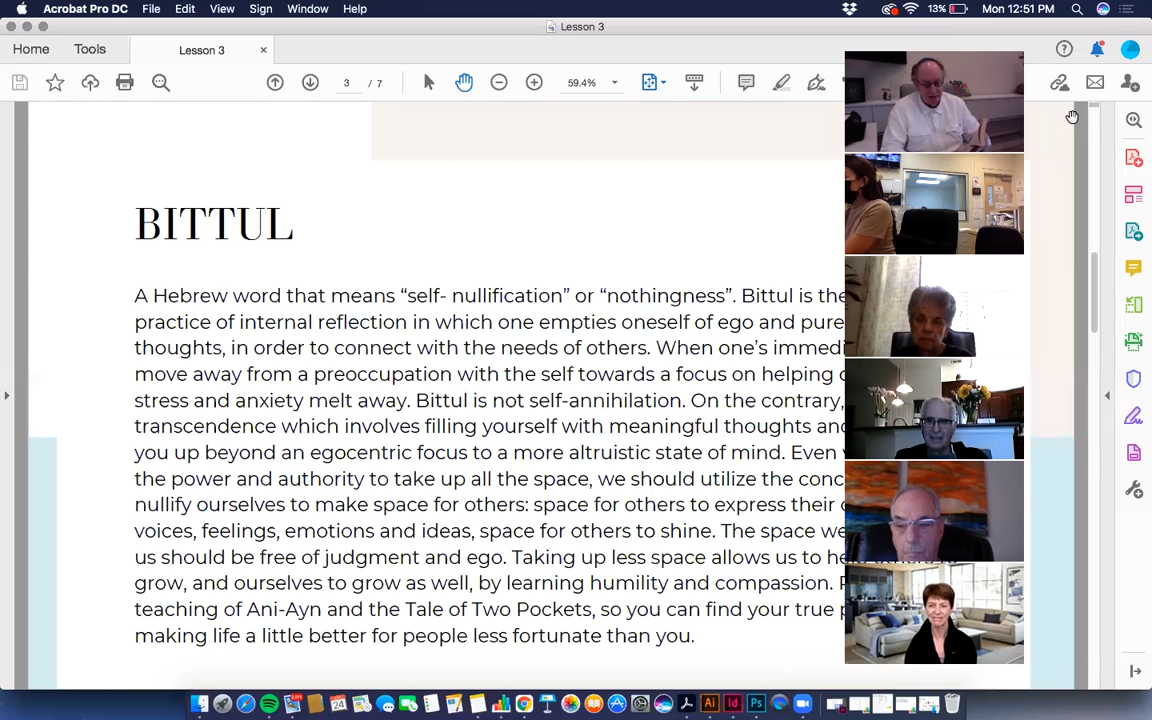 Acrobat Pro DC File Edit View Sign Window Help 13% Mon 12:51 PM
Lesson 3
Home Tools Lesson 3 ×
3 / 7 59.4%
BITTUL
A Hebrew word that means “self- nullification” or “nothingness”. Bittul is the
practice of internal reflection in which one empties oneself of ego and pure
thoughts, in order to connect with the needs of others. When one’s immedi
move away from a preoccupation with the self towards a focus on helping
stress and anxiety melt away. Bittul is not self-annihilation. On the contrary,
transcendence which involves filling yourself with meaningful thoughts and
you up beyond an egocentric focus to a more altruistic state of mind. Even
the power and authority to take up all the space, we should utilize the conc
nullify ourselves to make space for others: space for others to express their
voices, feelings, emotions and ideas, space for others to shine. The space we
us should be free of judgment and ego. Taking up less space allows us to
grow, and ourselves to grow as well, by learning humility and compassion.
teaching of Ani-Ayn and the Tale of Two Pockets, so you can find your true
making life a little better for people less fortunate than you.